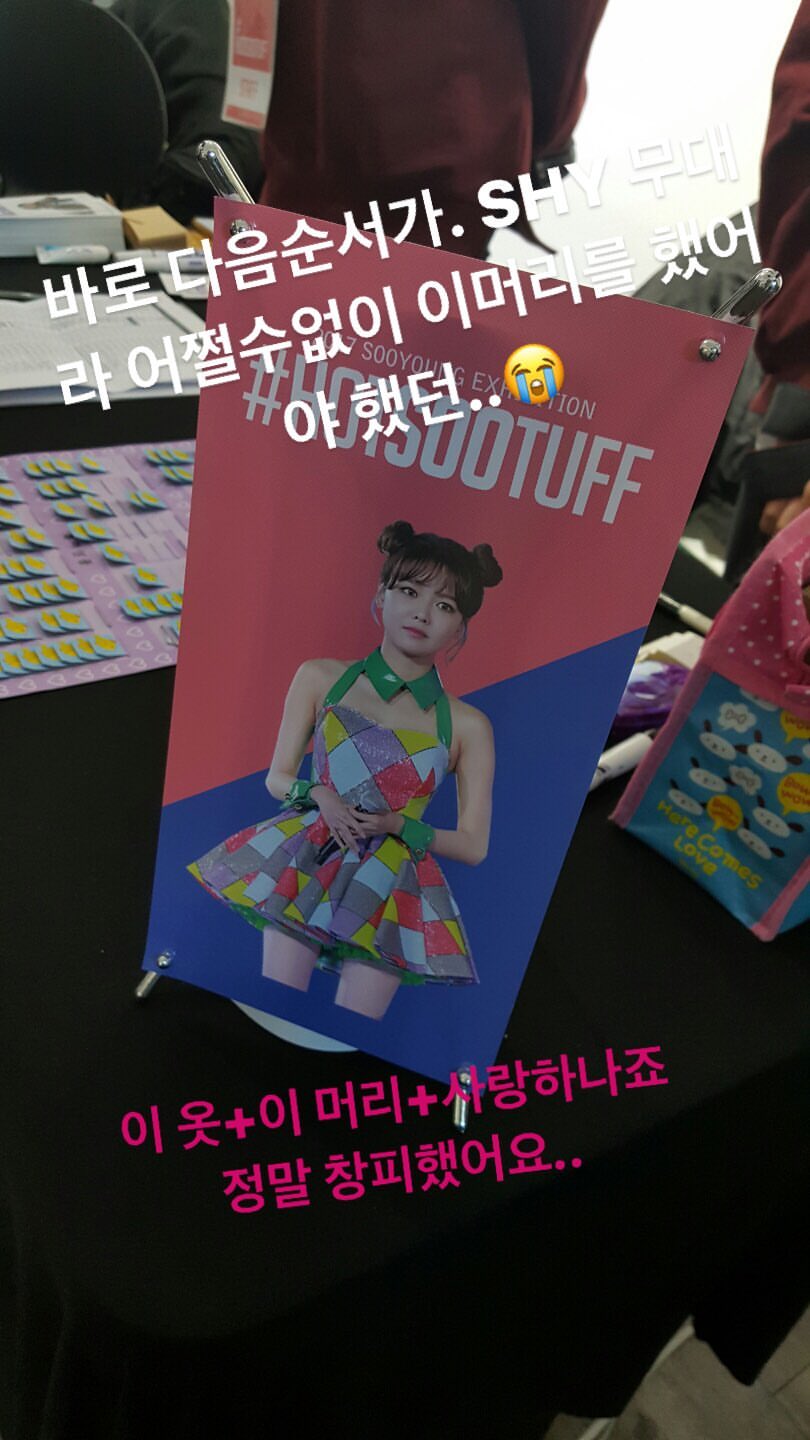 STAFF
바로 다음순서가. SHY 무대
라 어쩔수없이 이머리를 했어
야 했던..😭
2017 SOOYOUNG EXHIBITION
#HOTSOOTUFF
이 옷+이 머리+사랑하나죠
정말 창피했어요..
Here Comes
Love